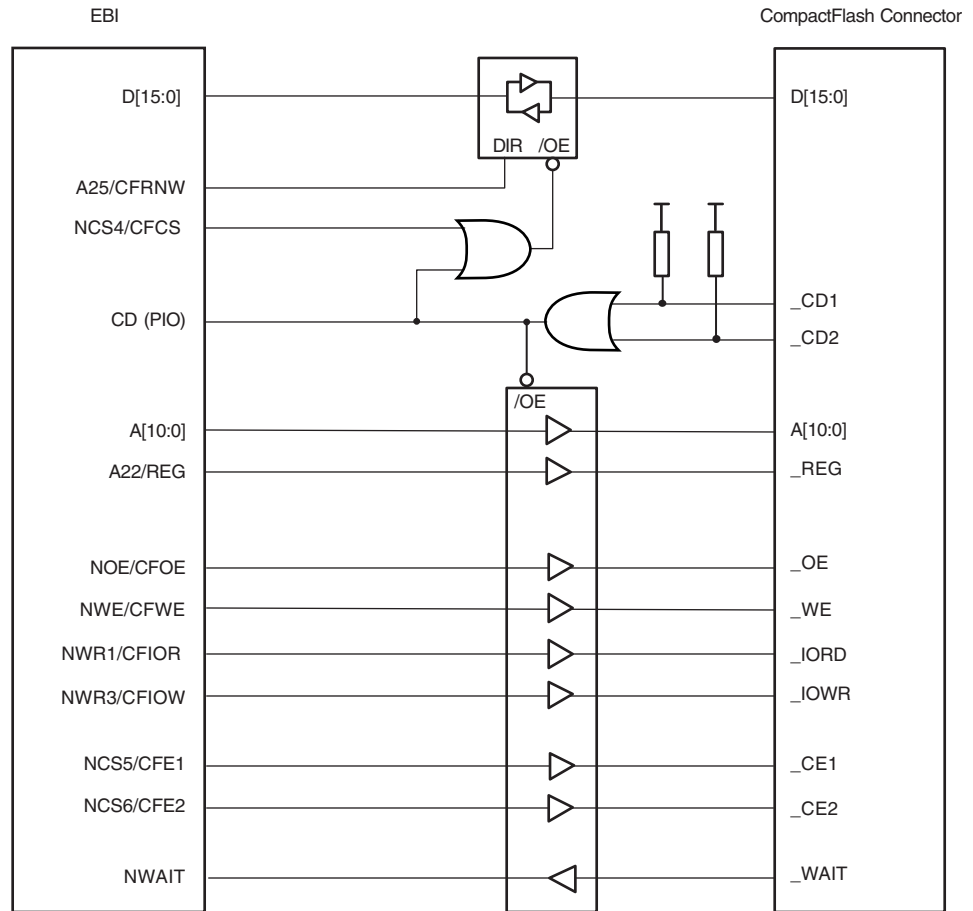 EBI
CompactFlash Connector
D[15:0]
D[15:0]
DIR /OE
A25/CFRNW
NCS4/CFCS
_CD1
CD (PIO)
_CD2
/OE
A[10:0]
A[10:0]
A22/REG
_REG
NOE/CFOE
_OE
NWE/CFWE
_WE
NWR1/CFIOR
_IORD
NWR3/CFIOW
_IOWR
NCS5/CFE1
_CE1
NCS6/CFE2
_CE2
NWAIT
_WAIT